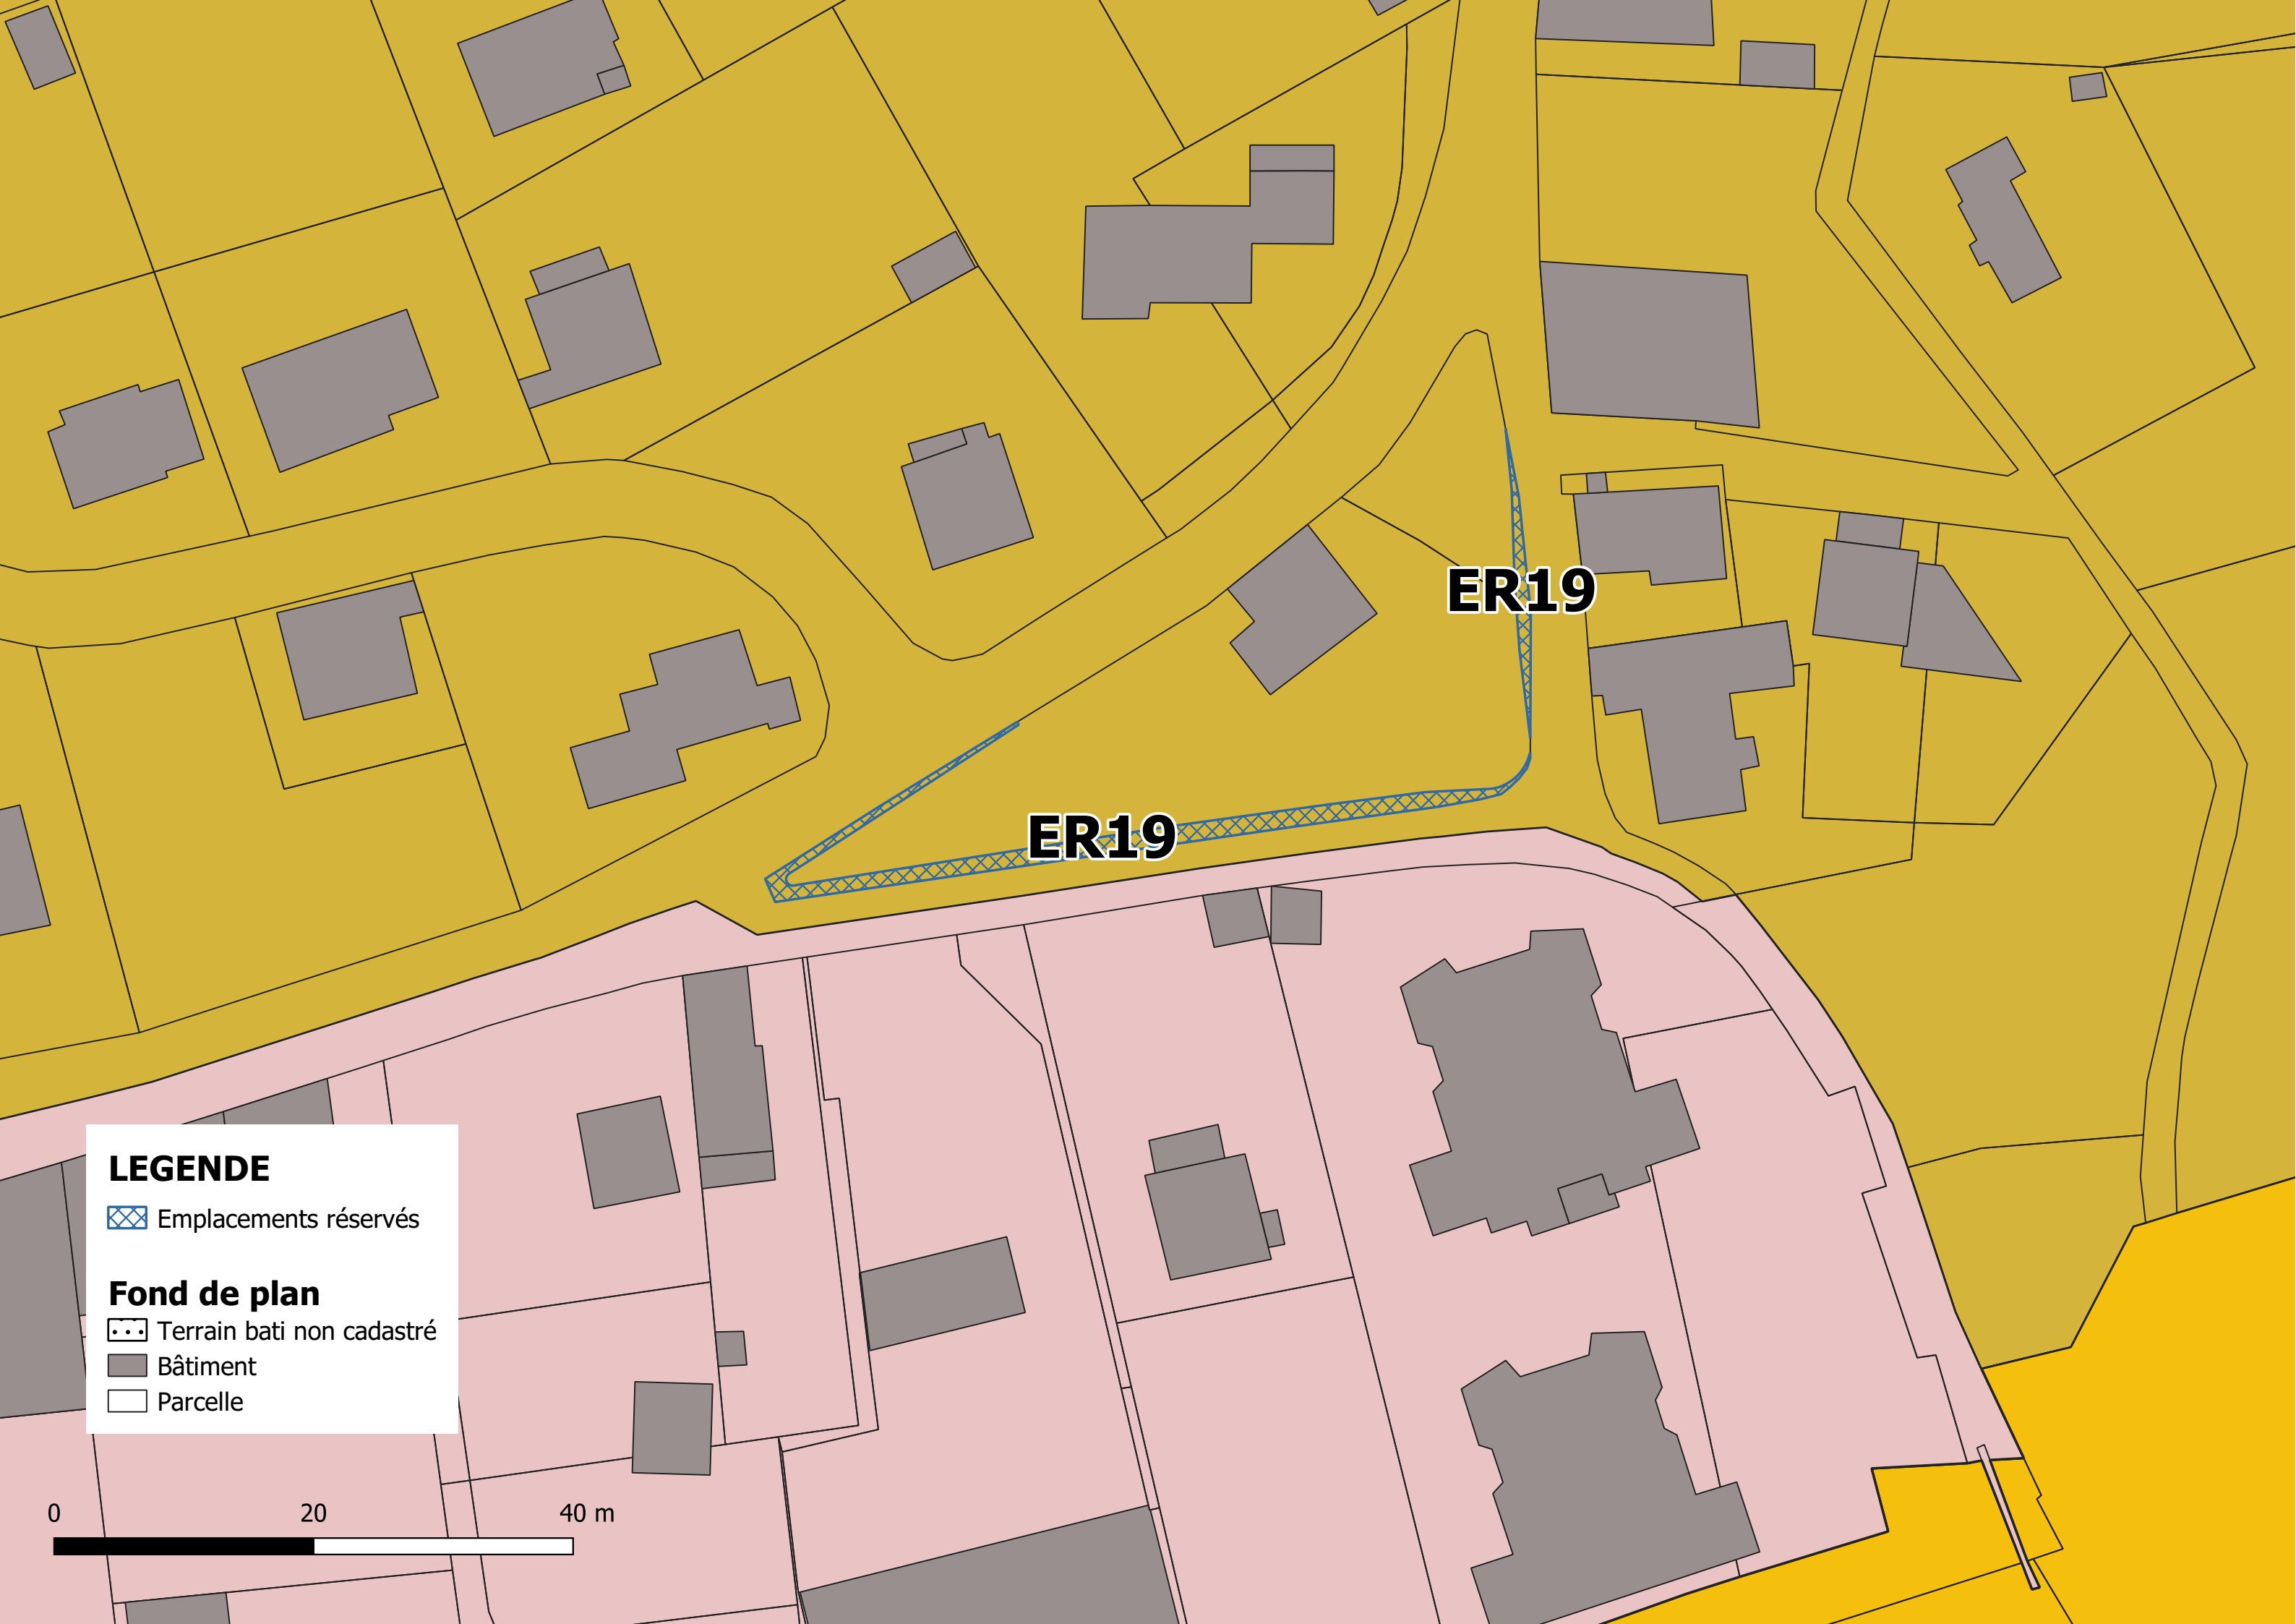 ER19
ER19
LEGENDE
Emplacements réservés
Fond de plan
Terrain bati non cadastré
Bâtiment
Parcelle
0 20 40 m